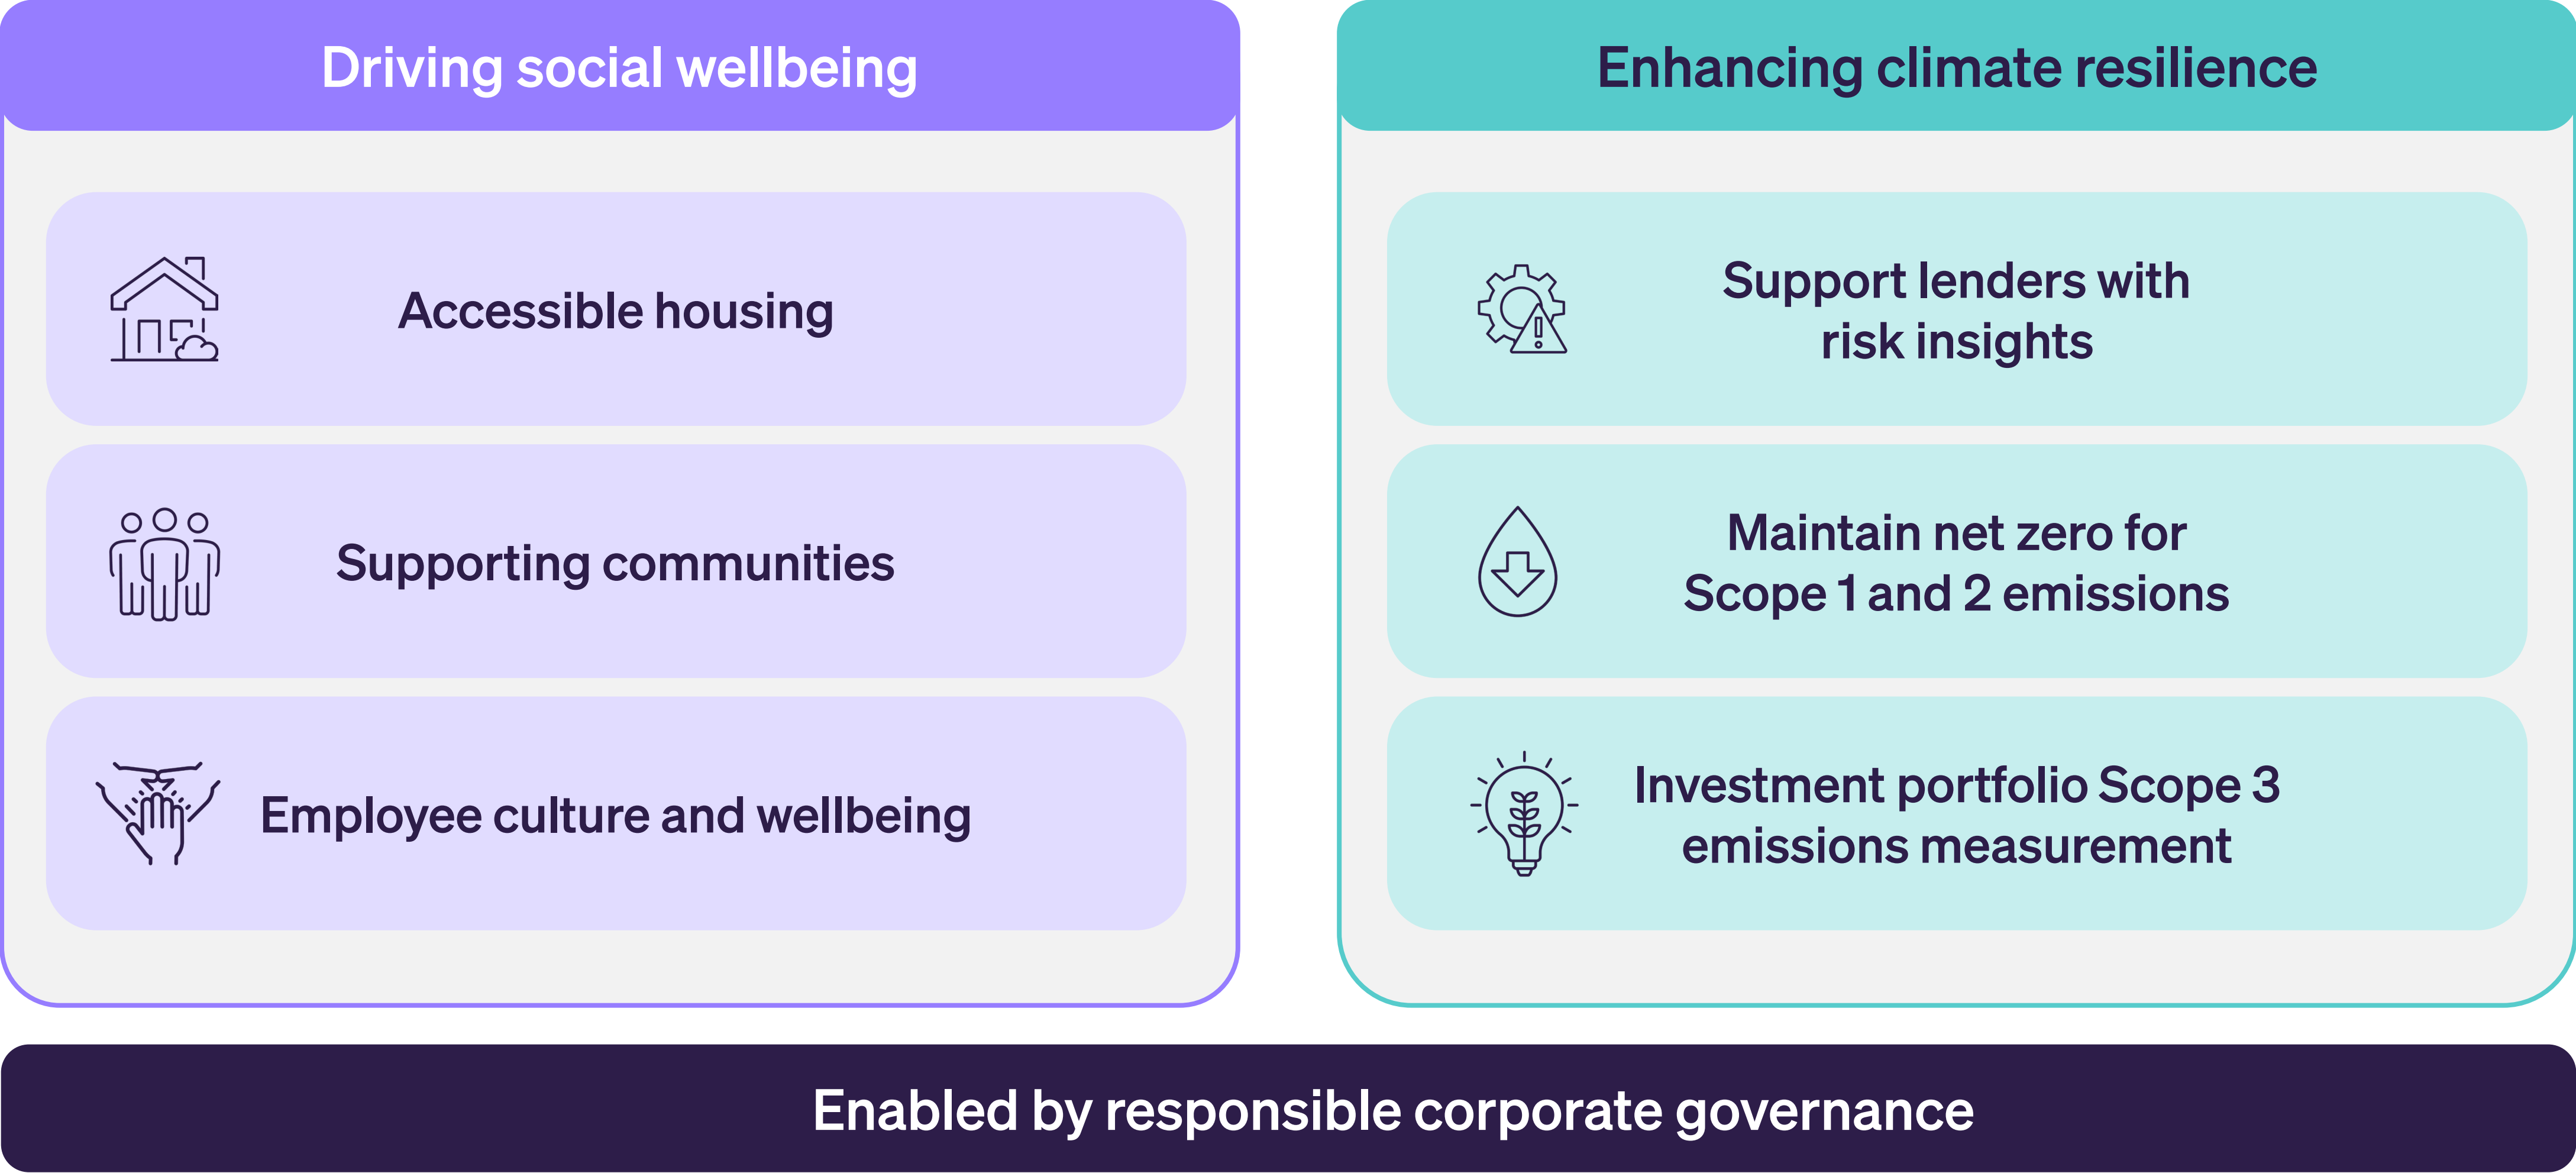 Driving social wellbeing
Accessible housing
Supporting communities
Employee culture and wellbeing
Enhancing climate resilience
Support lenders with
risk insights
Maintain net zero for
Scope 1 and 2 emissions
Investment portfolio Scope 3
emissions measurement
Enabled by responsible corporate governance